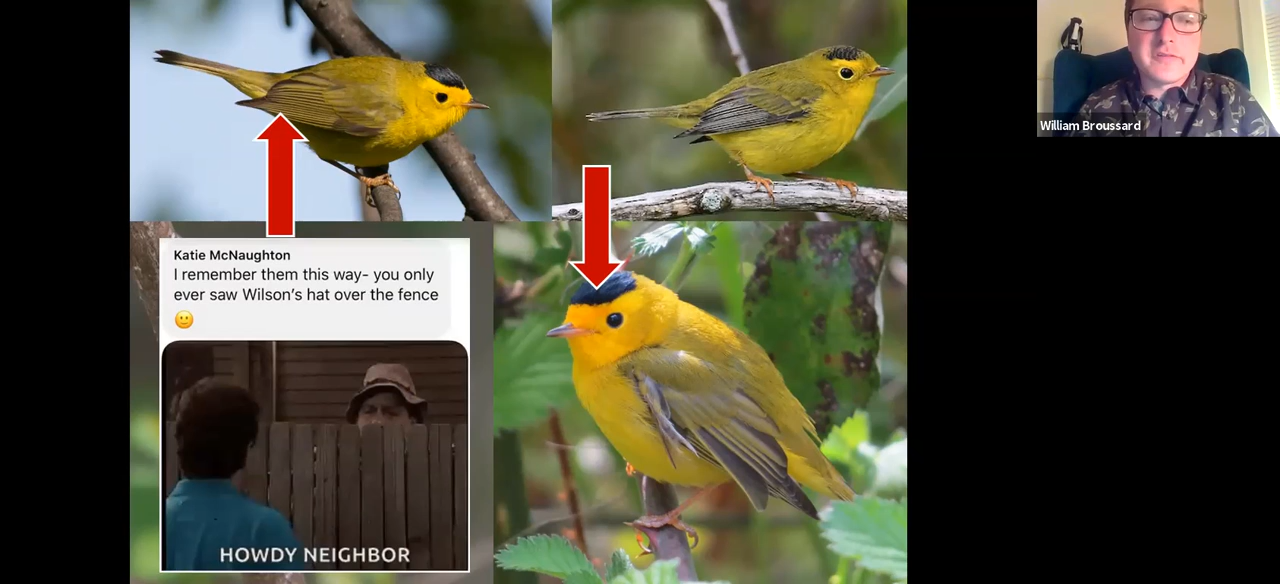 William Broussard
Katie McNaughton
I remember them this way- you only
ever saw Wilson's hat over the fence
🙂
HOWDY NEIGHBOR